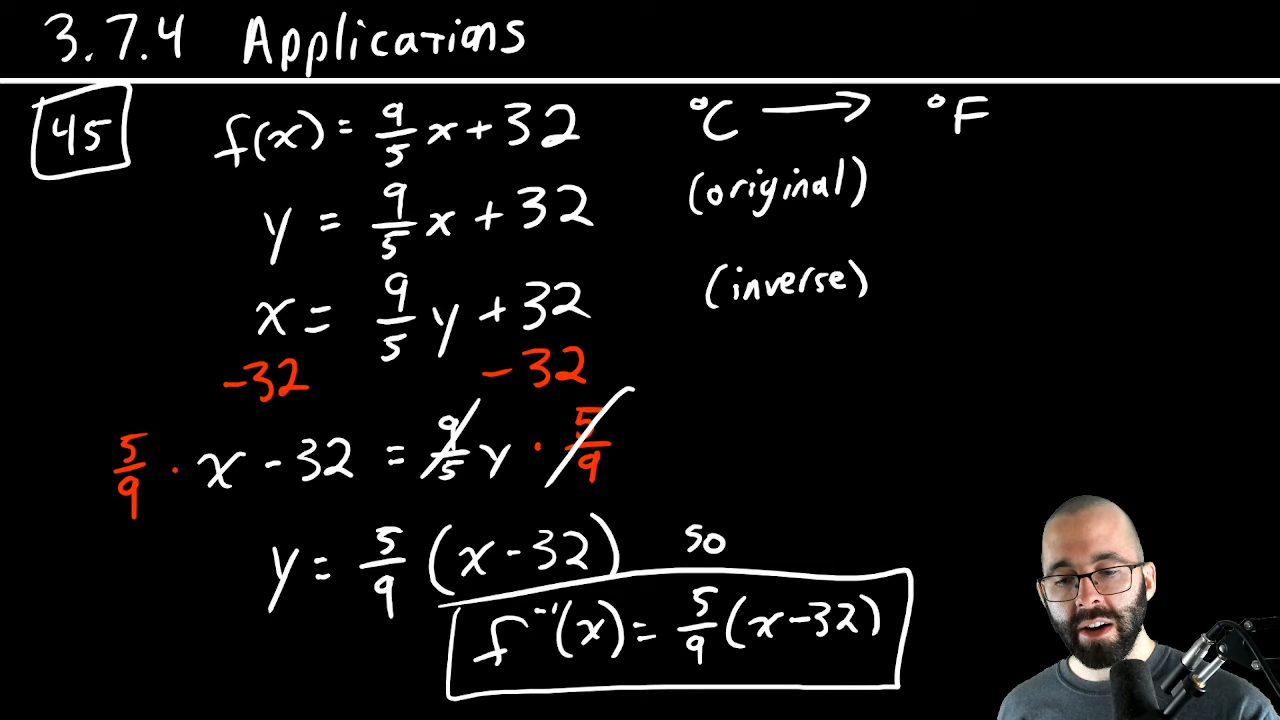 3.7.4 Applications
45 f(x) = 9/5 x + 32 °C → °F
y = 9/5 x + 32 (original)
x = 9/5 y + 32 (inverse)
-32 -32
5/9 · x - 32 = 9/5 y · 5/9
y = 5/9 (x - 32) so
f⁻¹(x) = 5/9 (x - 32)